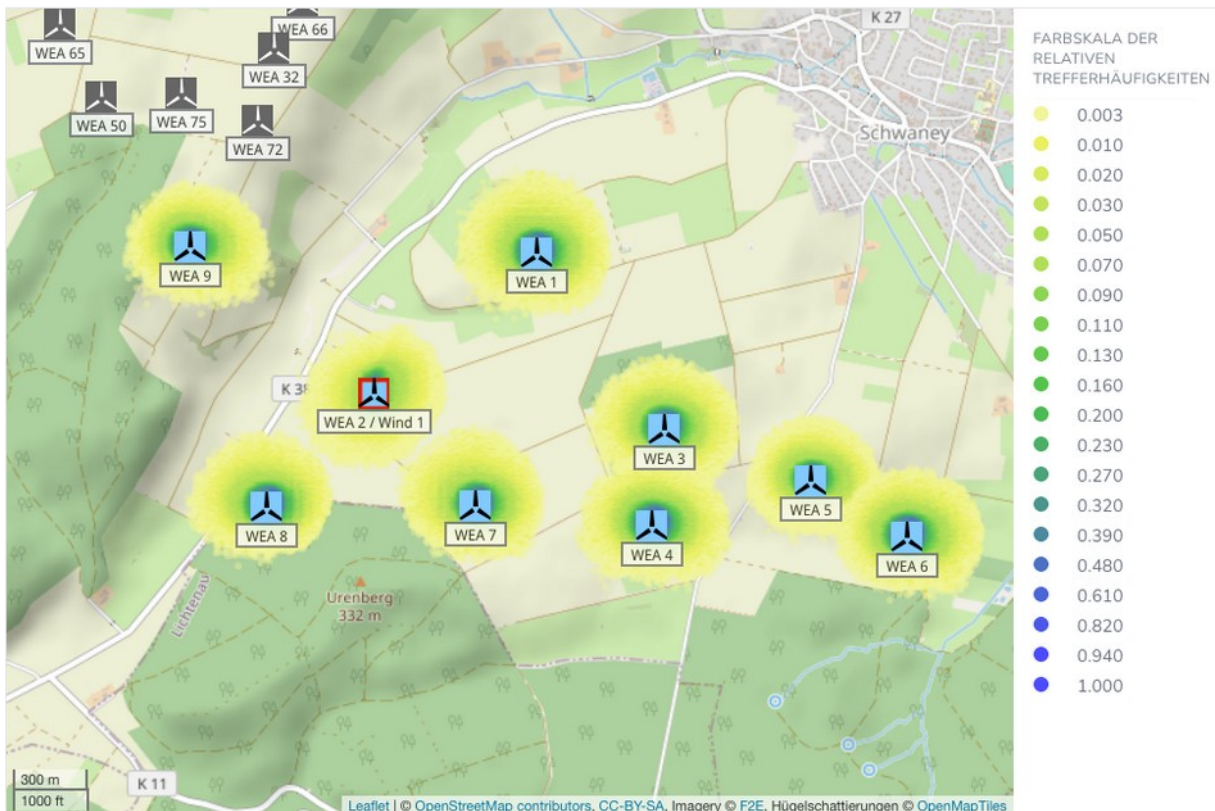 K 27
WEA 66
WEA 65
WEA 32
WEA 50
WEA 75
WEA 72
Schwaney
WEA 9
WEA 1
K 38
WEA 2 / Wind 1
WEA 3
WEA 5
WEA 8
WEA 7
WEA 4
WEA 6
Urenberg
332 m
Lichtenau
K 11
300 m
1000 ft
Leaflet | © OpenStreetMap contributors, CC-BY-SA, Imagery © F2E, Hügelschattierungen © OpenMapTiles
FARBSKALA DER
RELATIVEN
TREFFERHÄUFIGKEITEN
0.003
0.010
0.020
0.030
0.050
0.070
0.090
0.110
0.130
0.160
0.200
0.230
0.270
0.320
0.390
0.480
0.610
0.820
0.940
1.000